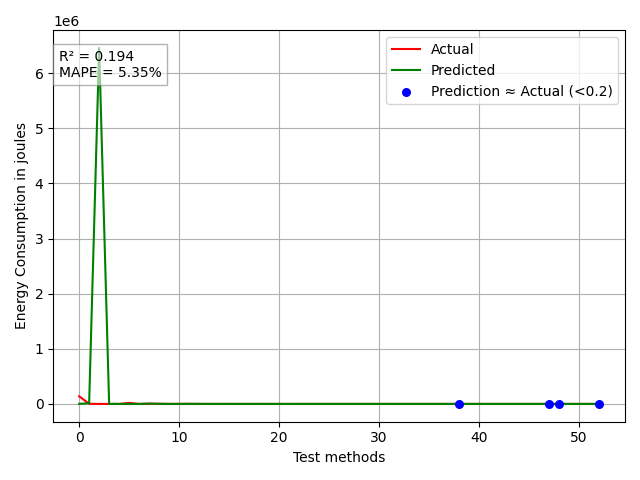 1e6
R² = 0.194
MAPE = 5.35%
Actual
Predicted
Prediction ≈ Actual (<0.2)
6
5
4
3
2
1
0
Energy Consumption in joules
0 10 20 30 40 50
Test methods